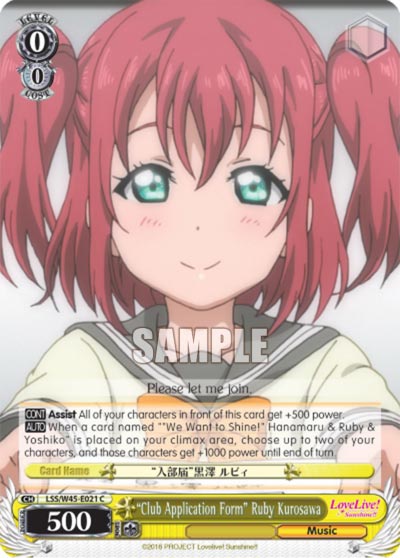 LEVEL
0
0
COST
SAMPLE
Please let me join.
CONT Assist All of your characters in front of this card get +500 power.
AUTO When a card named ""We Want to Shine!" Hanamaru & Ruby &
Yoshiko" is placed on your climax area, choose up to two of your
characters, and those characters get +1000 power until end of turn.
Card Name
“入部届”黒澤 ルビィ
CH
LSS/W45-E021 C
500
“Club Application Form” Ruby Kurosawa
LoveLive!
Sunshine!!
Music
©2016 PROJECT Lovelive! Sunshine!!